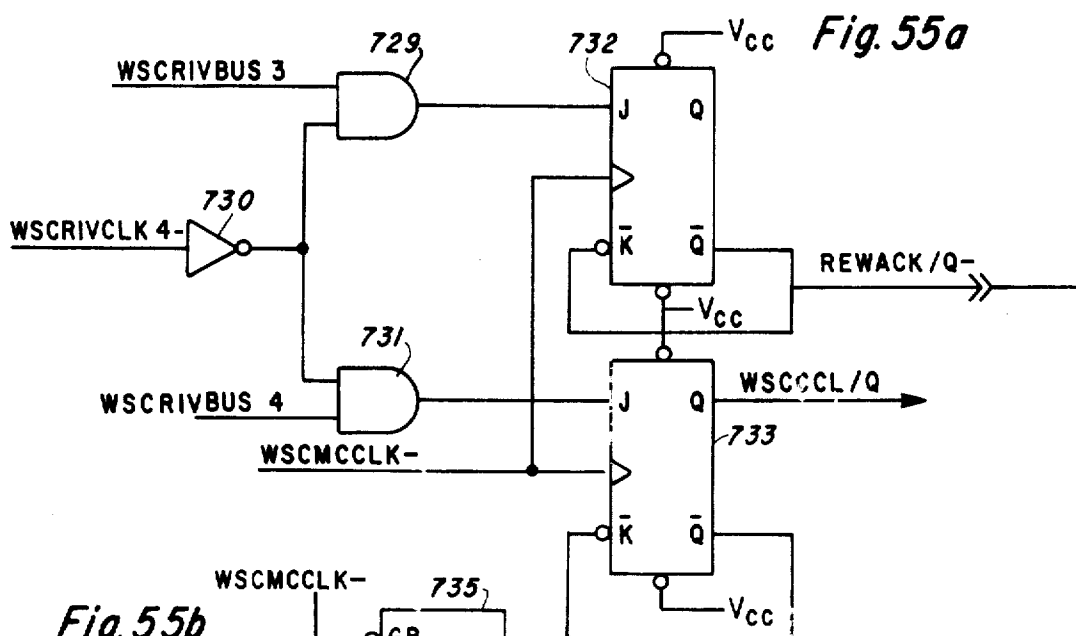 Fig. 55a
729
732
VCC
WSCRIVBUS 3
J Q
730
WSCRIVCLK 4-
K̅ Q̅
REWACK/Q-
VCC
731
WSCCCL/Q
J Q
WSCRIVBUS 4
733
WSCMCCLK-
K̅ Q̅
WSCMCCLK-
735
VCC
Fig. 55b